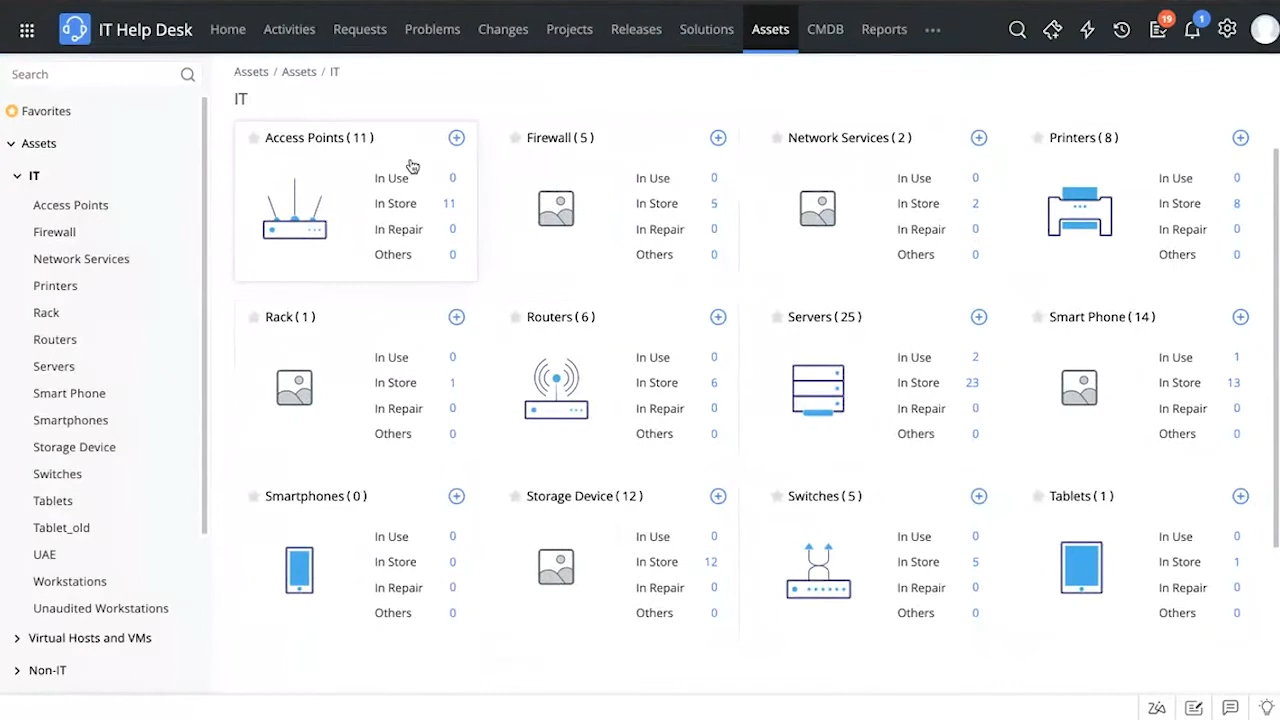 IT Help Desk Home Activities Requests Problems Changes Projects Releases Solutions Assets CMDB Reports ••• 19 1
Search
Favorites
Assets
IT
Access Points
Firewall
Network Services
Printers
Rack
Routers
Servers
Smart Phone
Smartphones
Storage Device
Switches
Tablets
Tablet_old
UAE
Workstations
Unaudited Workstations
Virtual Hosts and VMs
Non-IT
Assets / Assets / IT
IT
Access Points ( 11 )
In Use 0
In Store 11
In Repair 0
Others 0
Firewall ( 5 )
In Use 0
In Store 5
In Repair 0
Others 0
Network Services ( 2 )
In Use 0
In Store 2
In Repair 0
Others 0
Printers ( 8 )
In Use 0
In Store 8
In Repair 0
Others 0
Rack ( 1 )
In Use 0
In Store 1
In Repair 0
Others 0
Routers ( 6 )
In Use 0
In Store 6
In Repair 0
Others 0
Servers ( 25 )
In Use 2
In Store 23
In Repair 0
Others 0
Smart Phone ( 14 )
In Use 1
In Store 13
In Repair 0
Others 0
Smartphones ( 0 )
In Use 0
In Store 0
In Repair 0
Others 0
Storage Device ( 12 )
In Use 0
In Store 12
In Repair 0
Others 0
Switches ( 5 )
In Use 0
In Store 5
In Repair 0
Others 0
Tablets ( 1 )
In Use 0
In Store 1
In Repair 0
Others 0